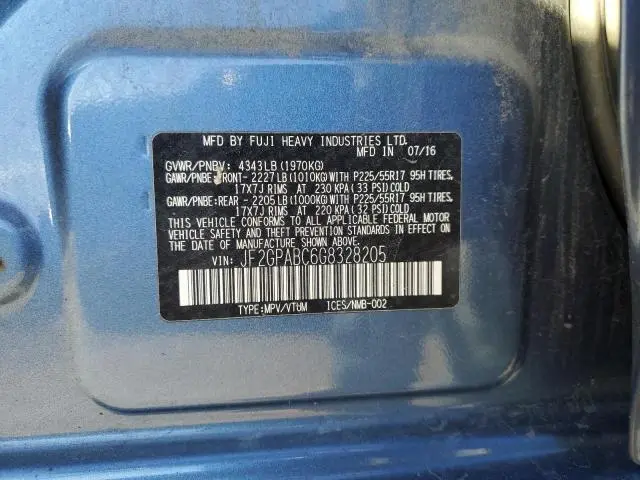 MFD BY FUJI HEAVY INDUSTRIES LTD.
MFD IN 07/16
GVWR/PNBV: 4343LB (1970KG)
GAWR/PNBE:FRONT- 2227LB (1010KG) WITH P225/55R17 95H TIRES,
17X7J RIMS AT 230 KPA (33 PSI) COLD
GAWR/PNBE:REAR - 2205LB (1000KG) WITH P225/55R17 95H TIRES,
17X7J RIMS AT 220 KPA (32 PSI) COLD
THIS VEHICLE CONFORMS TO ALL APPLICABLE FEDERAL MOTOR
VEHICLE SAFETY AND THEFT PREVENTION STANDARDS IN EFFECT ON
THE DATE OF MANUFACTURE SHOWN ABOVE.
VIN: JF2GPABC6G8328205
TYPE:MPV/VTUM ICES/NMB-002